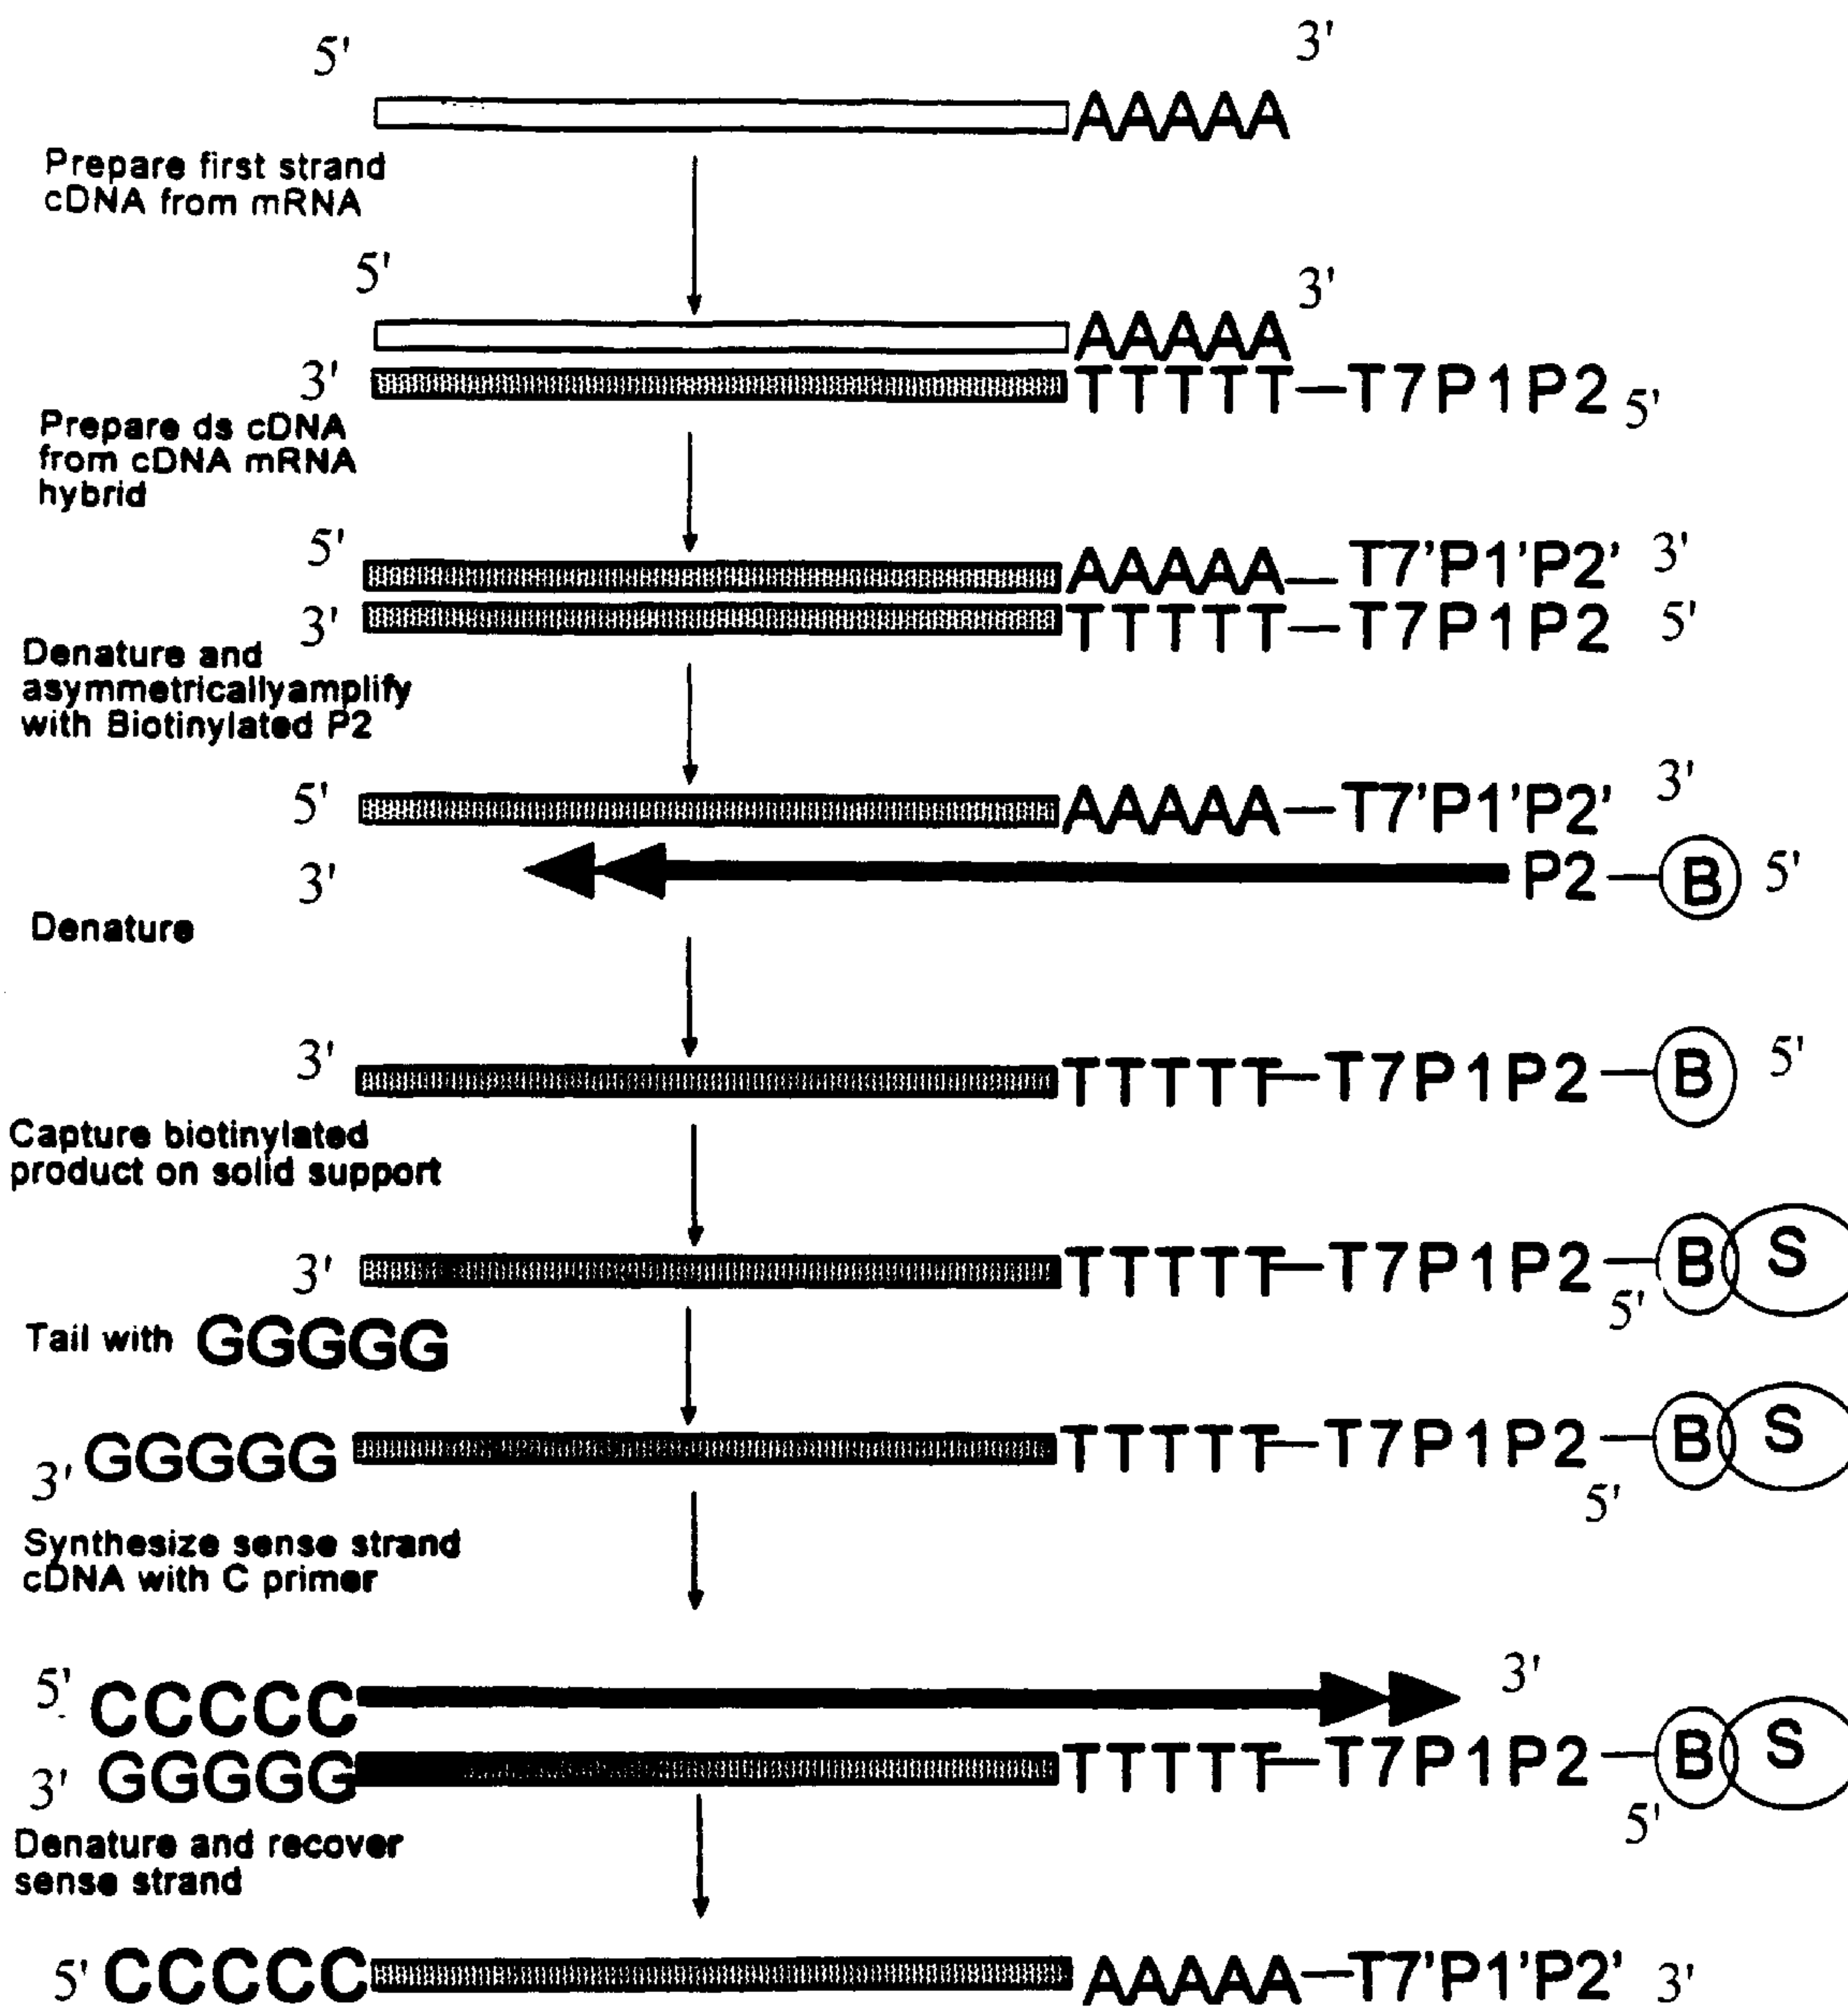 5' 3'
AAAAA
Prepare first strand
cDNA from mRNA
5' 3'
AAAAA
3' TTTTT—T7P1P2 5'
Prepare ds cDNA
from cDNA mRNA
hybrid
5' AAAAA—T7'P1'P2' 3'
3' TTTTT—T7P1P2 5'
Denature and
asymmetricallyamplify
with Biotinylated P2
5' AAAAA—T7'P1'P2' 3'
3' P2—B 5'
Denature
3' TTTTT—T7P1P2—B 5'
Capture biotinylated
product on solid support
3' TTTTT—T7P1P2—B S
5'
Tail with GGGGG
3' GGGGG TTTTT—T7P1P2—B S
5'
Synthesize sense strand
cDNA with C primer
5' CCCCC 3'
3' GGGGG TTTTT—T7P1P2—B S
5'
Denature and recover
sense strand
5' CCCCC AAAAA—T7'P1'P2' 3'